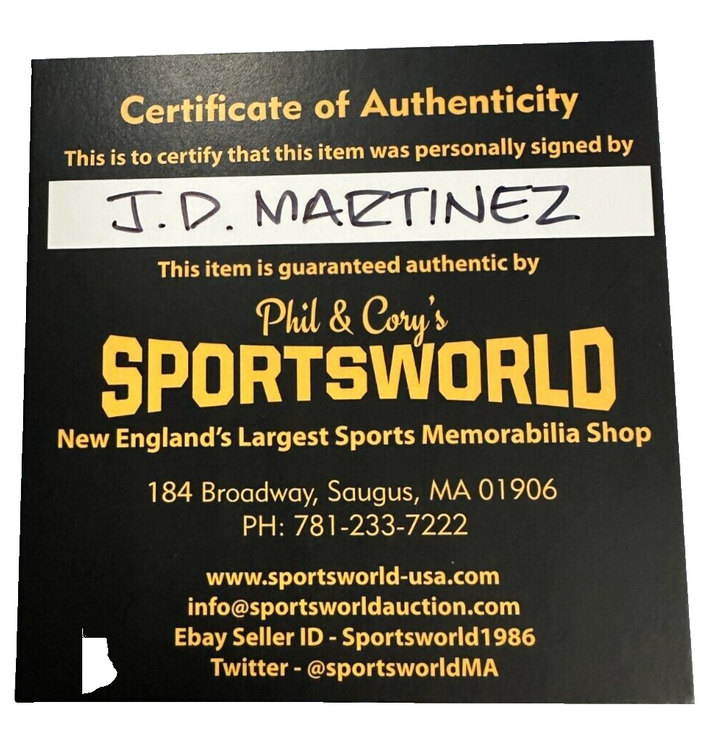 Certificate of Authenticity
This is to certify that this item was personally signed by
J.D. MARTINEZ
This item is guaranteed authentic by
Phil & Cory's
SPORTSWORLD
New England's Largest Sports Memorabilia Shop
184 Broadway, Saugus, MA 01906
PH: 781-233-7222
www.sportsworld-usa.com
info@sportsworldauction.com
Ebay Seller ID - Sportsworld1986
Twitter - @sportsworldMA